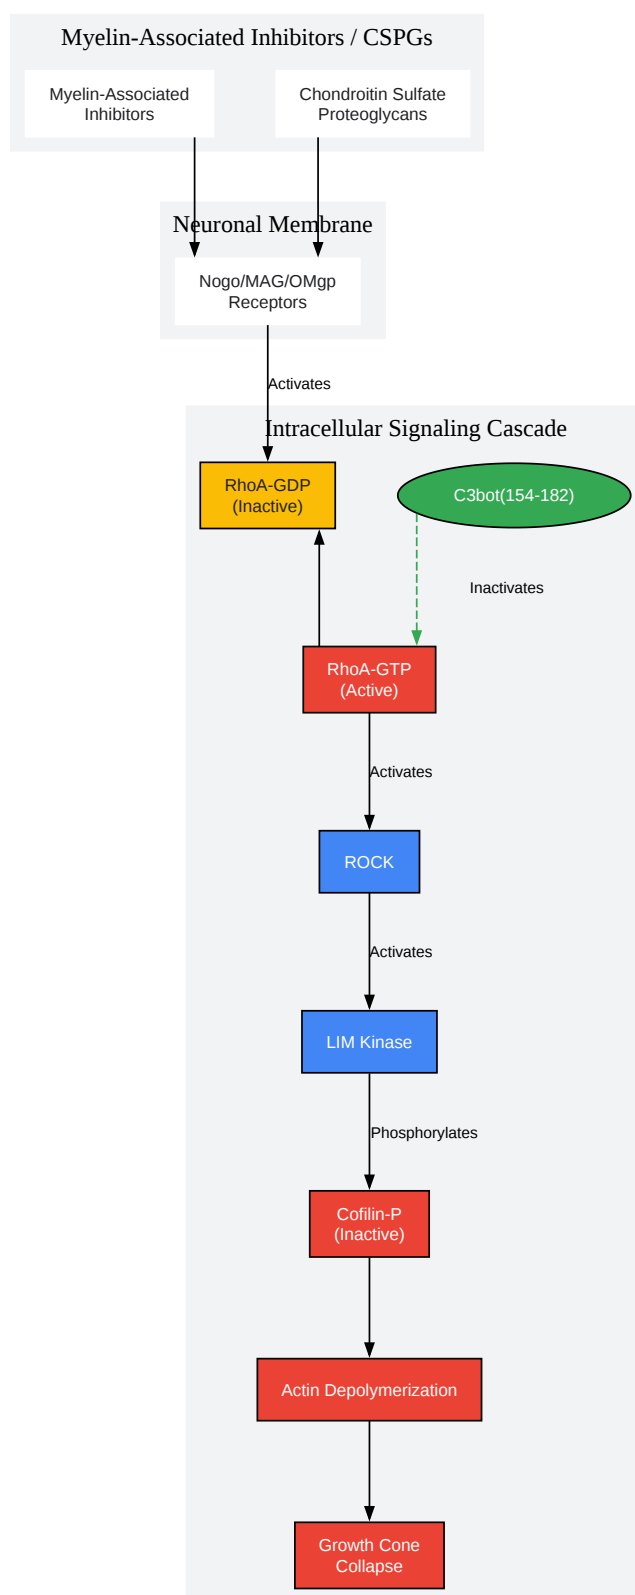 Myelin-Associated Inhibitors / CSPGs
Myelin-Associated
Inhibitors
Chondroitin Sulfate
Proteoglycans
Neuronal Membrane
Nogo/MAG/OMgp
Receptors
Activates
Intracellular Signaling Cascade
RhoA-GDP
(Inactive)
C3bot(154-182)
Inactivates
RhoA-GTP
(Active)
Activates
ROCK
Activates
LIM Kinase
Phosphorylates
Cofilin-P
(Inactive)
Actin Depolymerization
Growth Cone
Collapse